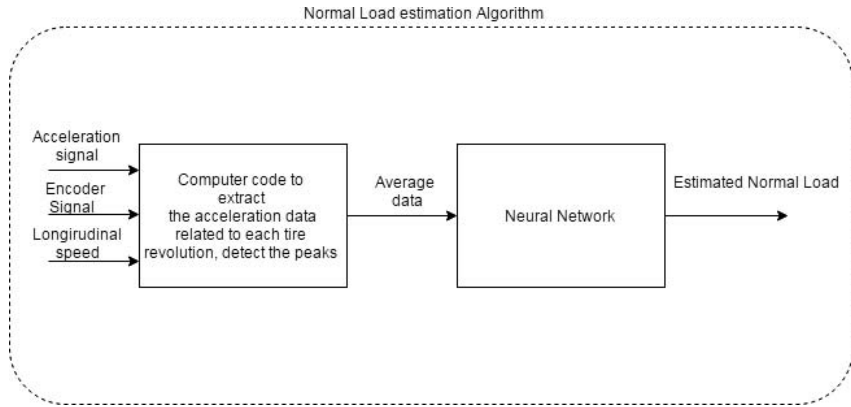 Normal Load estimation Algorithm
Acceleration
signal
Encoder
Signal
Longirudinal
speed
Computer code to
extract
the acceleration data
related to each tire
revolution, detect the peaks
Average
data
Neural Network
Estimated Normal Load